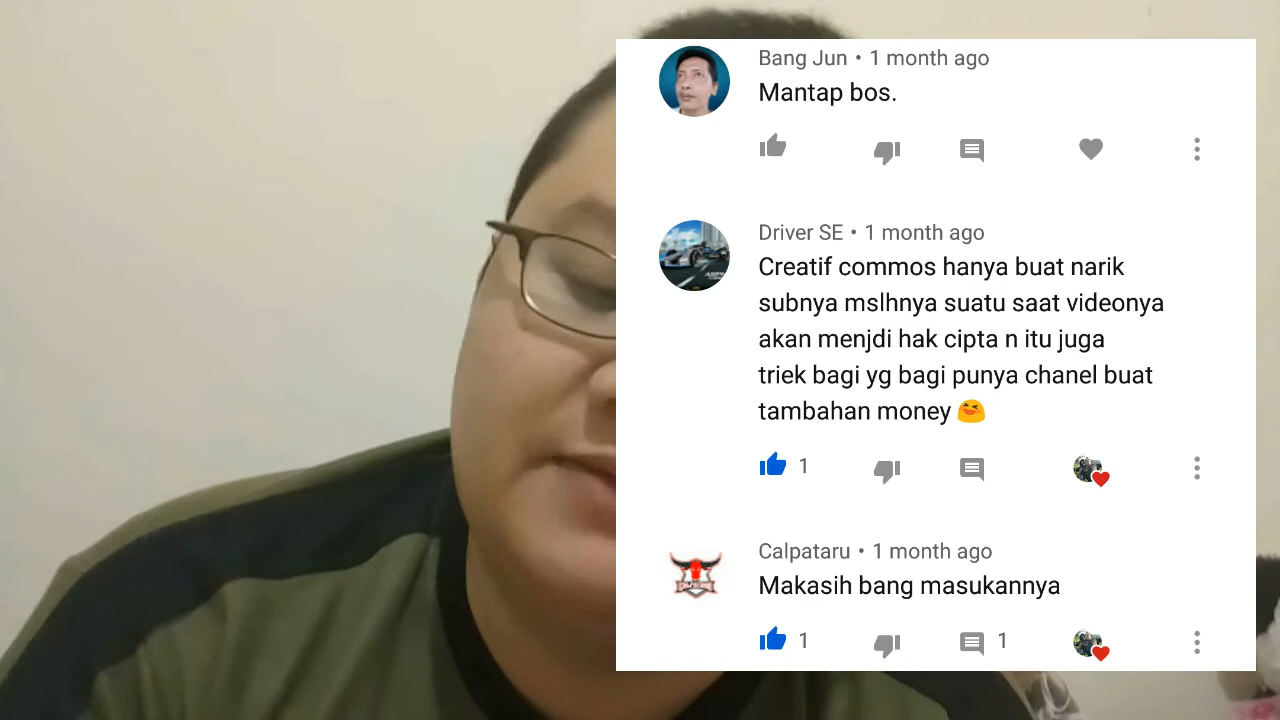 Bang Jun • 1 month ago
Mantap bos.
Driver SE • 1 month ago
Creatif commos hanya buat narik
subnya mslhnya suatu saat videonya
akan menjdi hak cipta n itu juga
triek bagi yg bagi punya chanel buat
tambahan money 😆
1
Calpataru • 1 month ago
Makasih bang masukannya
1 1